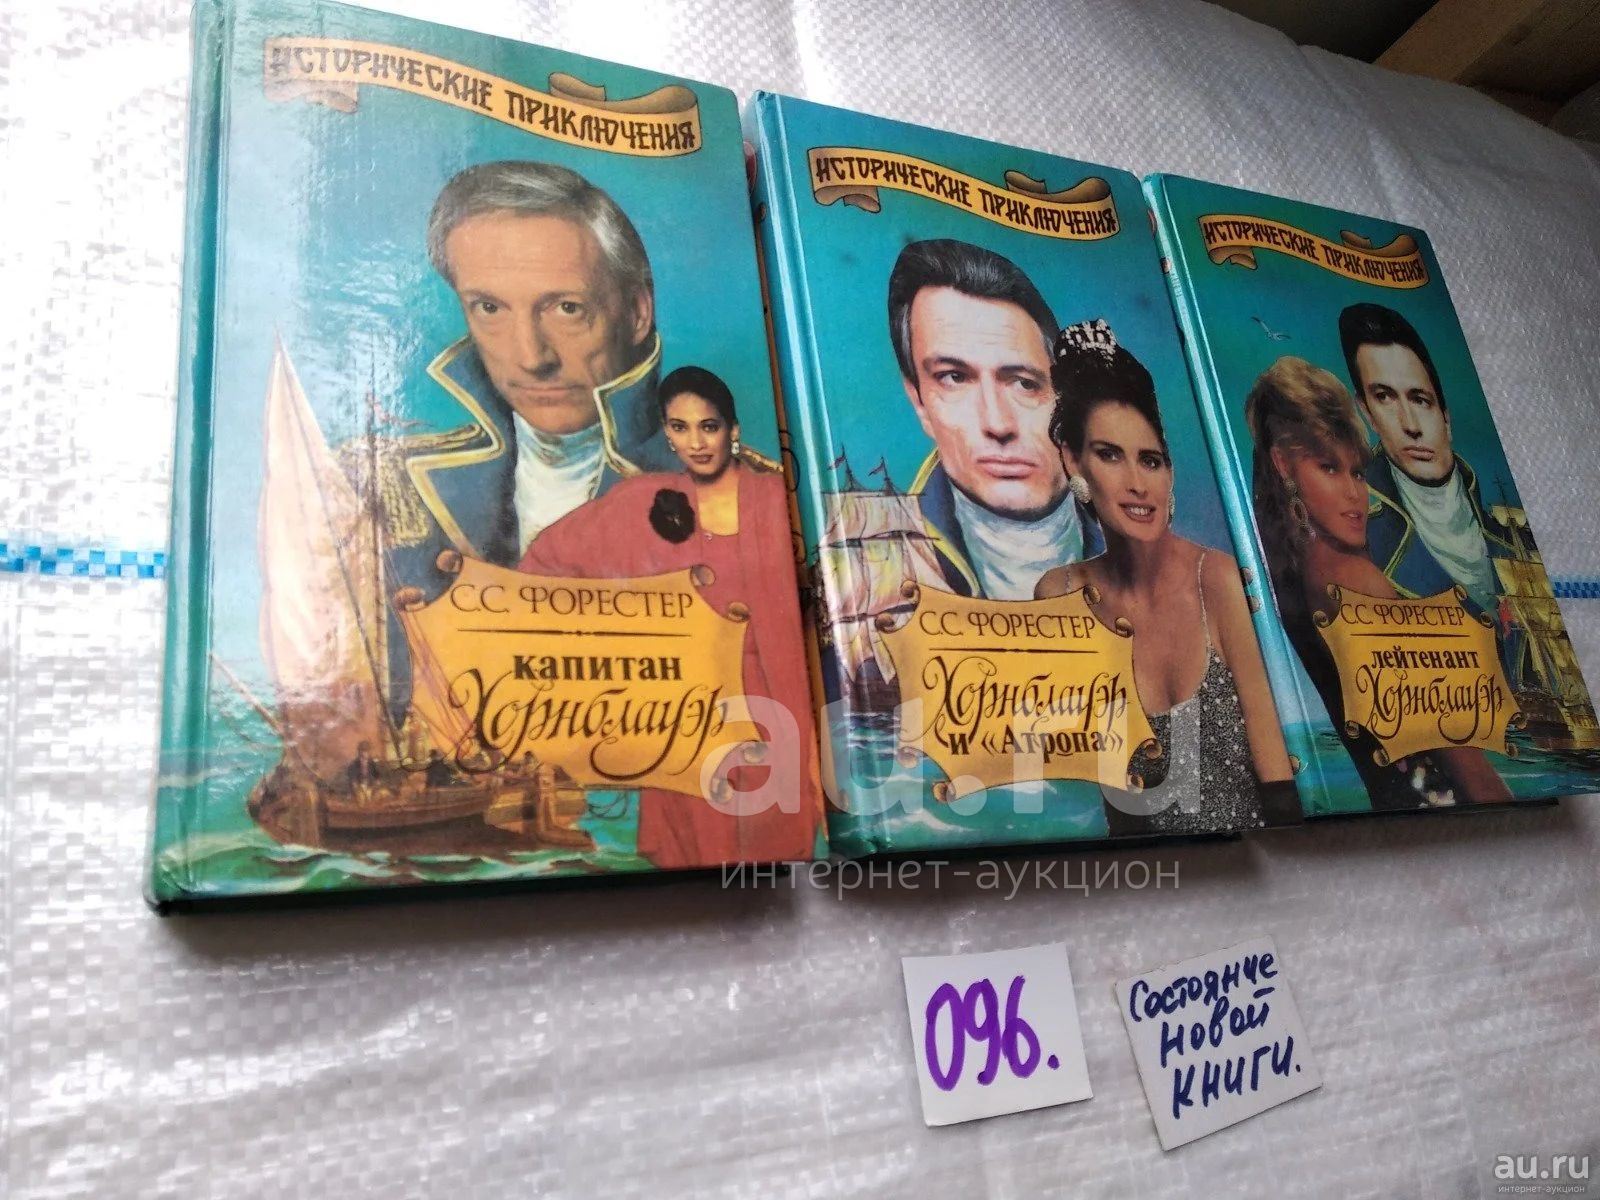 ИСТОРИЧЕСКИЕ ПРИКЛЮЧЕНИЯ
С.С. ФОРЕСТЕР
капитан
Хорнблауэр
ИСТОРИЧЕСКИЕ ПРИКЛЮЧЕНИЯ
С.С. ФОРЕСТЕР
Хорнблауэр
и «Атропа»
ИСТОРИЧЕСКИЕ ПРИКЛЮЧЕНИЯ
С.С. ФОРЕСТЕР
лейтенант
Хорнблауэр
au.ru
интернет-аукцион
096.
Состояние
новой
книги.
au.ru
интернет-аукцион